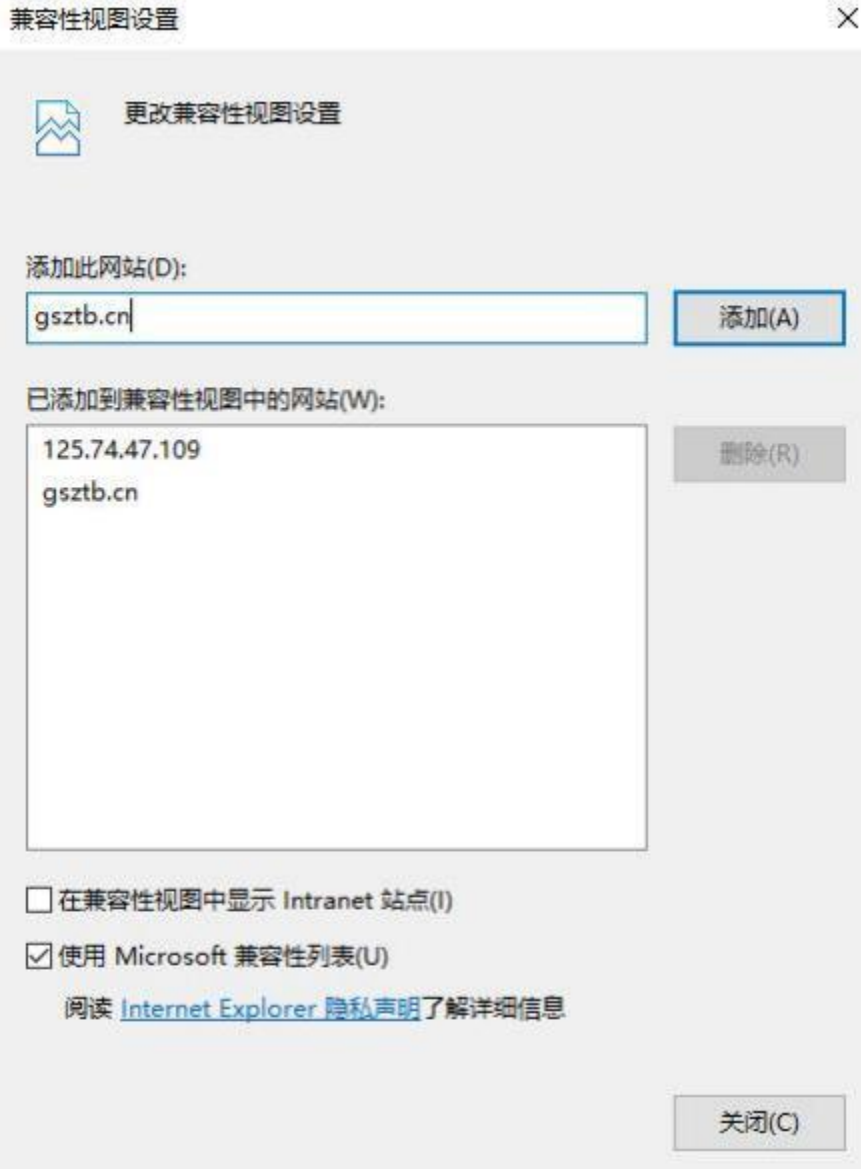 兼容性视图设置
更改兼容性视图设置
添加此网站(D):
gsztb.cn
添加(A)
已添加到兼容性视图中的网站(W):
125.74.47.109
删除(R)
gsztb.cn
在兼容性视图中显示 Intranet 站点(I)
使用 Microsoft 兼容性列表(U)
阅读 Internet Explorer 隐私声明了解详细信息
关闭(C)